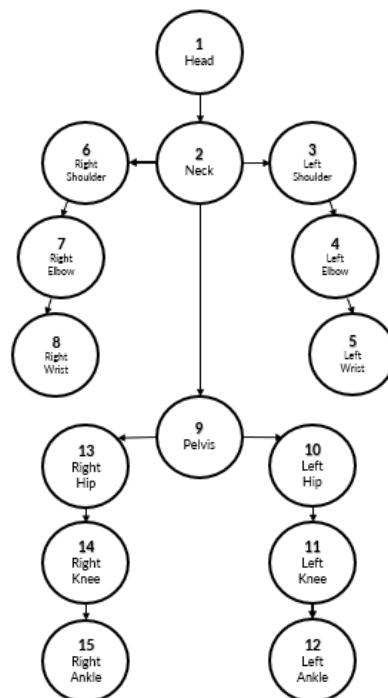 1
Head
6
Right
Shoulder
2
Neck
3
Left
Shoulder
7
Right
Elbow
4
Left
Elbow
8
Right
Wrist
5
Left
Wrist
9
Pelvis
13
Right
Hip
10
Left
Hip
14
Right
Knee
11
Left
Knee
15
Right
Ankle
12
Left
Ankle